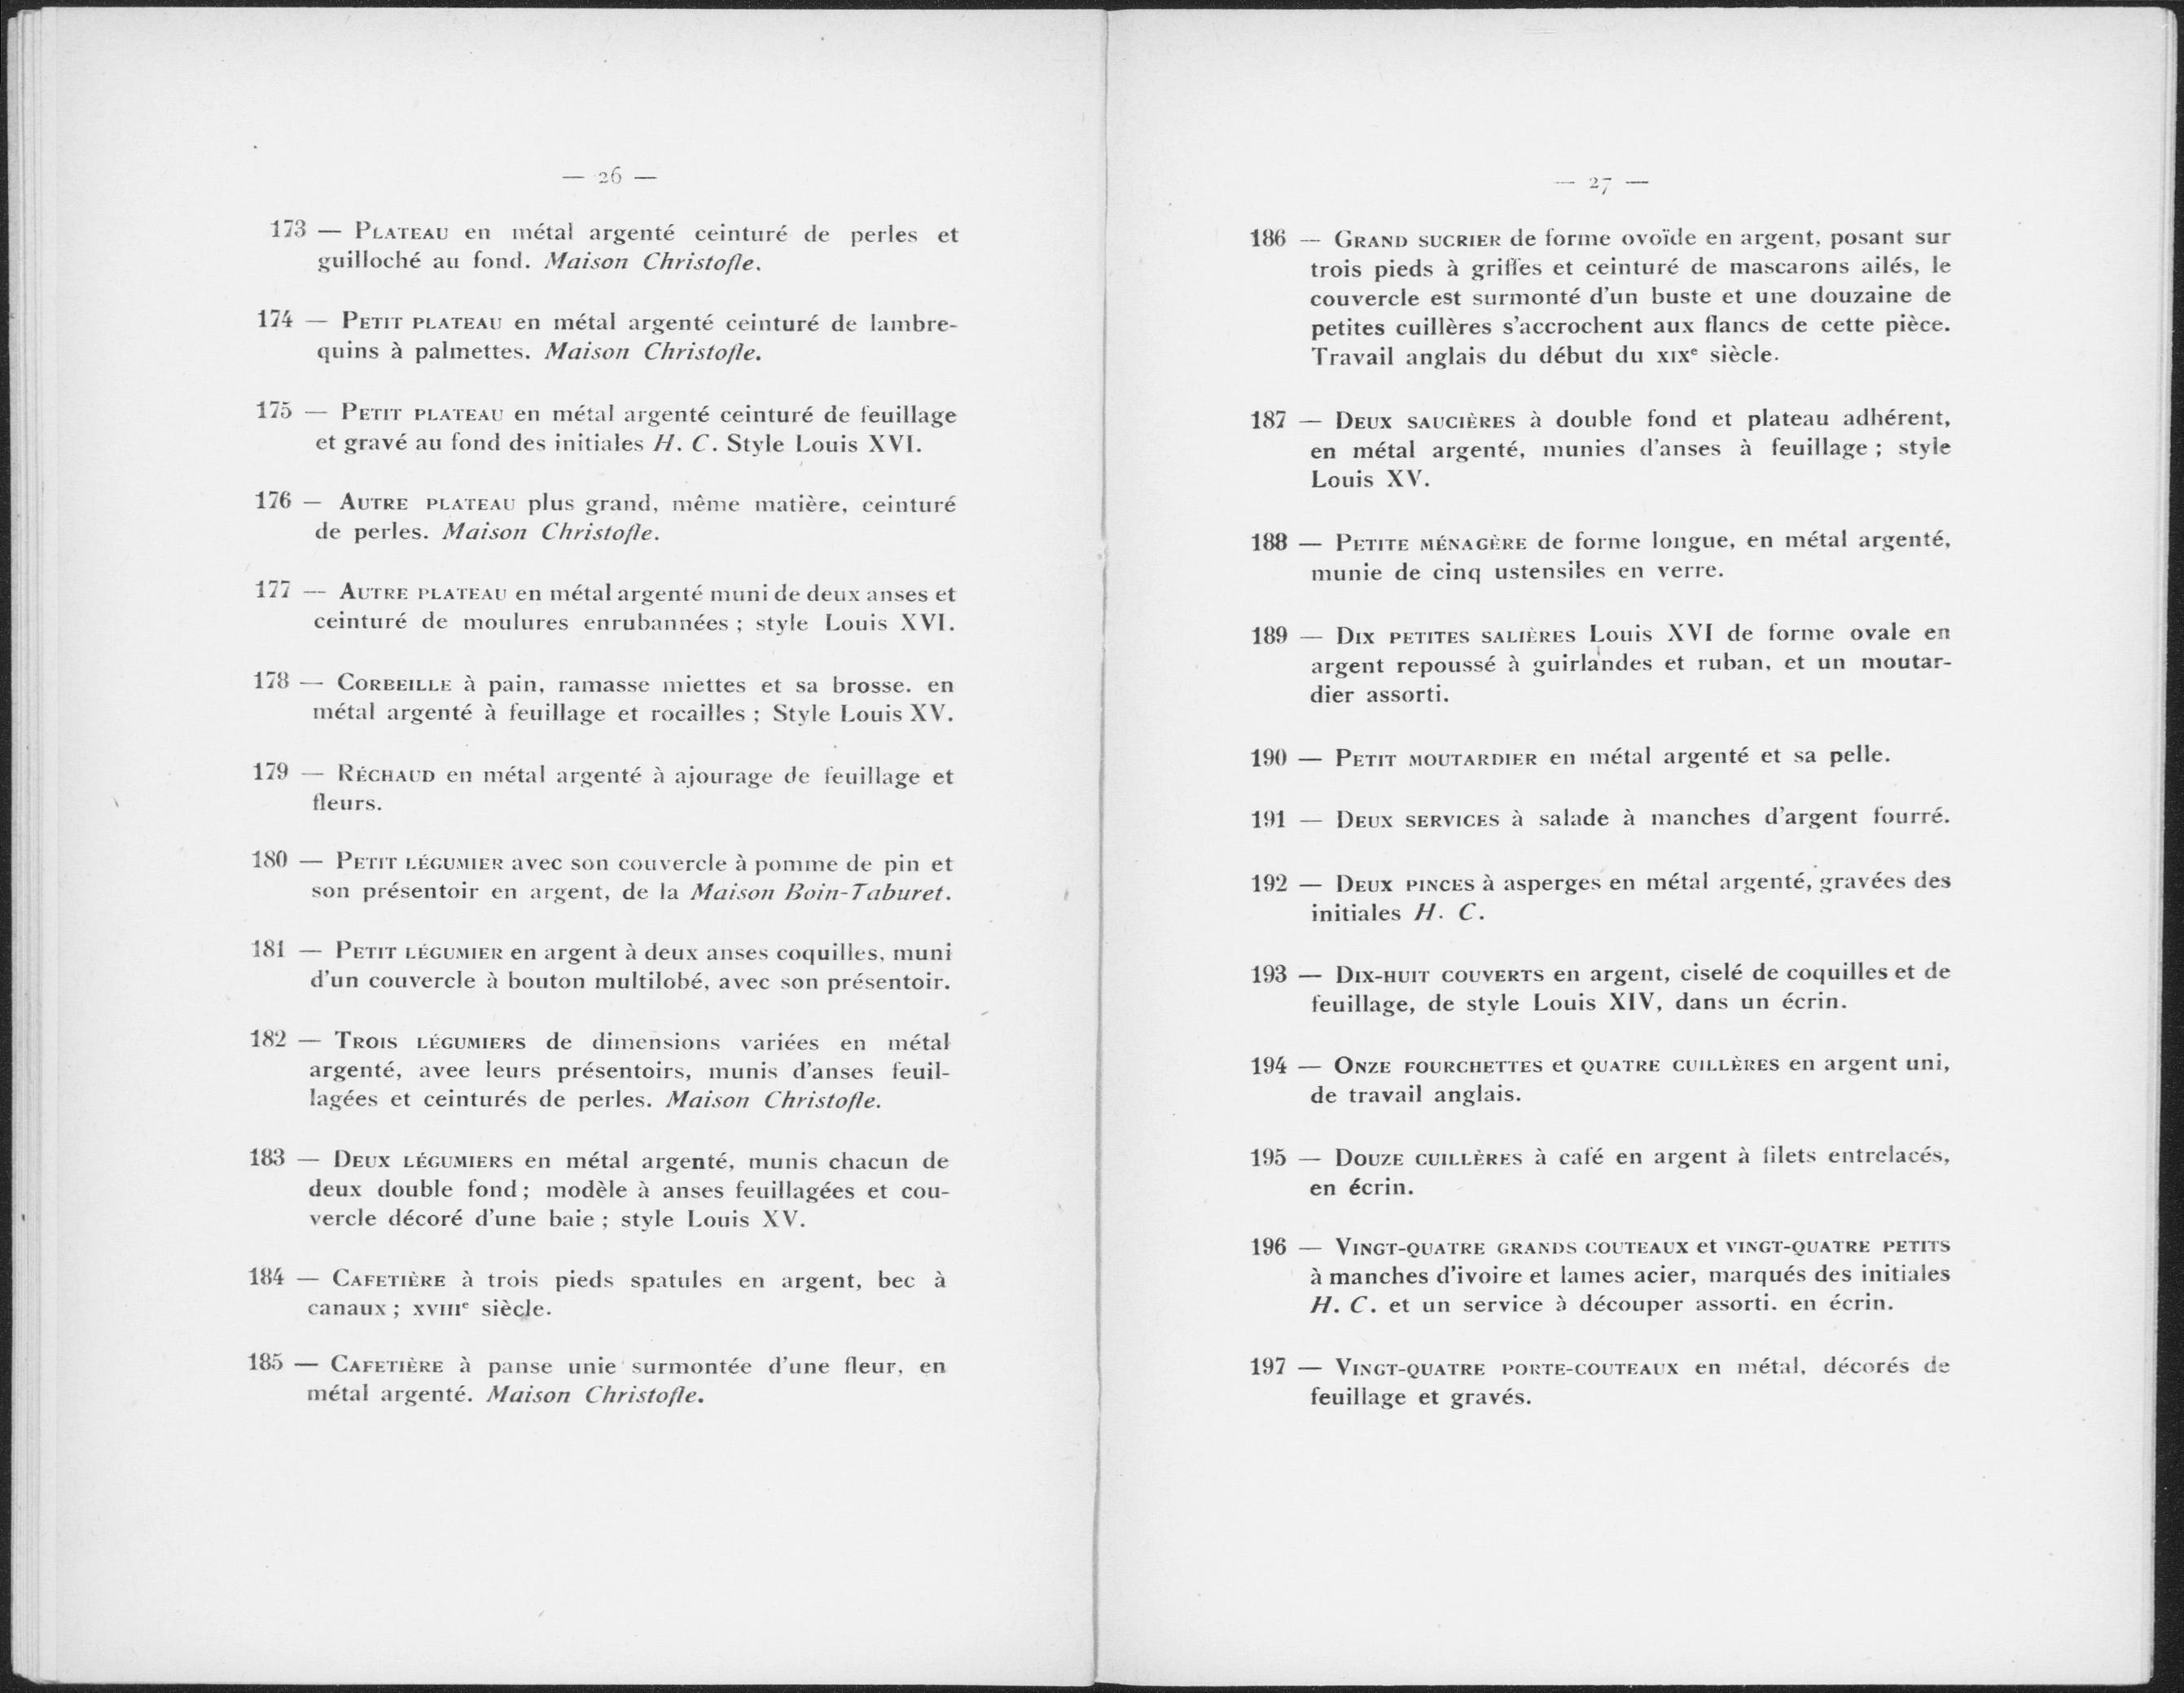 — 26 —
173 — Plateau en métal argenté ceinturé de perles et
guilloché au fond. Maison Christofle.
174 — Petit plateau en métal argenté ceinturé de lambre-
quins à palmettes. Maison Christofle.
175 — Petit plateau en métal argenté ceinturé de feuillage
et gravé au fond des initiales H. C. Style Louis XVI.
176 — Autre plateau plus grand, même matière, ceinturé
de perles. Maison Christofle.
177 — Autre plateau en métal argenté muni de deux anses et
ceinturé de moulures enrubannées ; style Louis XVI.
178 — Corbeille à pain, ramasse miettes et sa brosse. en
métal argenté à feuillage et rocailles ; Style Louis XV.
179 — Réchaud en métal argenté à ajourage de feuillage et
fleurs.
180 — Petit légumier avec son couvercle à pomme de pin et
son présentoir en argent, de la Maison Boin-Taburet.
181 — Petit légumier en argent à deux anses coquilles, muni
d'un couvercle à bouton multilobé, avec son présentoir.
182 — Trois légumiers de dimensions variées en métal
argenté, avee leurs présentoirs, munis d'anses feuil-
lagées et ceinturés de perles. Maison Christofle.
183 — Deux légumiers en métal argenté, munis chacun de
deux double fond ; modèle à anses feuillagées et cou-
vercle décoré d'une baie ; style Louis XV.
184 — Cafetière à trois pieds spatules en argent, bec à
canaux ; xviiie siècle.
185 — Cafetière à panse unie surmontée d'une fleur, en
métal argenté. Maison Christofle.
— 27 —
186 — Grand sucrier de forme ovoïde en argent, posant sur
trois pieds à griffes et ceinturé de mascarons ailés, le
couvercle est surmonté d'un buste et une douzaine de
petites cuillères s'accrochent aux flancs de cette pièce.
Travail anglais du début du xixe siècle.
187 — Deux saucières à double fond et plateau adhérent,
en métal argenté, munies d'anses à feuillage ; style
Louis XV.
188 — Petite ménagère de forme longue, en métal argenté,
munie de cinq ustensiles en verre.
189 — Dix petites salières Louis XVI de forme ovale en
argent repoussé à guirlandes et ruban, et un moutar-
dier assorti.
190 — Petit moutardier en métal argenté et sa pelle.
191 — Deux services à salade à manches d'argent fourré.
192 — Deux pinces à asperges en métal argenté, gravées des
initiales H. C.
193 — Dix-huit couverts en argent, ciselé de coquilles et de
feuillage, de style Louis XIV, dans un écrin.
194 — Onze fourchettes et quatre cuillères en argent uni,
de travail anglais.
195 — Douze cuillères à café en argent à filets entrelacés,
en écrin.
196 — Vingt-quatre grands couteaux et vingt-quatre petits
à manches d'ivoire et lames acier, marqués des initiales
H. C. et un service à découper assorti. en écrin.
197 — Vingt-quatre porte-couteaux en métal, décorés de
feuillage et gravés.